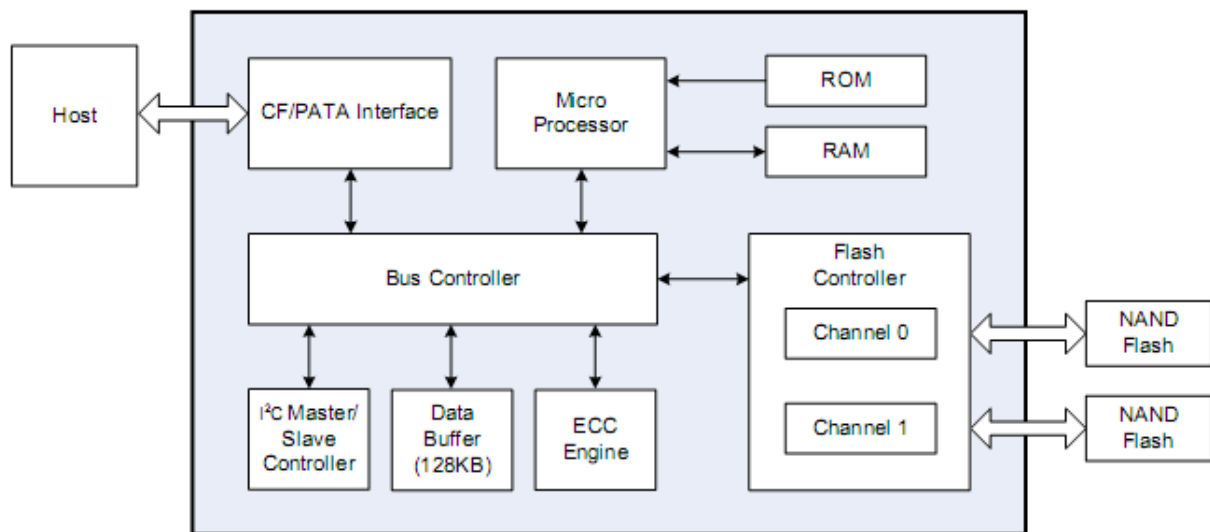 Host
CF/PATA Interface
Micro
Processor
ROM
RAM
Bus Controller
Flash
Controller
Channel 0
Channel 1
NAND
Flash
NAND
Flash
I²C Master/
Slave
Controller
Data
Buffer
(128KB)
ECC
Engine